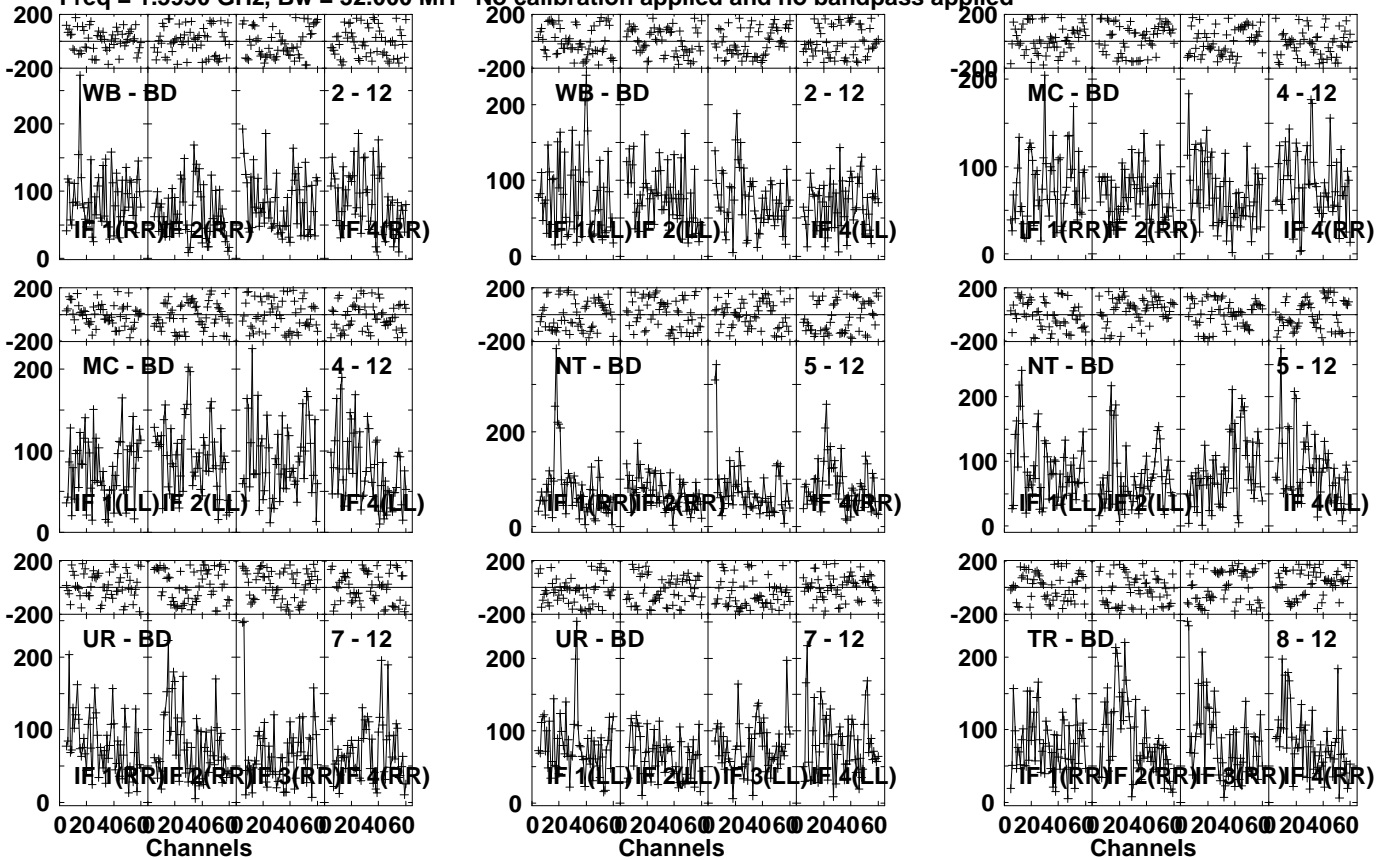 Freq = 1.5950 GHz, Bw = 32.000 MH No calibration applied and no bandpass applied
200 200 200
-200 -200 -200
WB - BD 2 - 12 WB - BD 2 - 12 MC - BD 4 - 12
200 200 200
100 100 100
IF 1(RR) IF 2(RR) IF 4(RR) IF 1(LL) IF 2(LL) IF 4(LL) IF 1(RR) IF 2(RR) IF 4(RR)
0 0 0
200 200 200
-200 -200 -200
MC - BD 4 - 12 NT - BD 5 - 12 NT - BD 5 - 12
200 200 200
100 100
IF 1(LL) IF 2(LL) IF 4(LL) IF 1(RR) IF 2(RR) IF 4(RR) IF 1(LL) IF 2(LL) IF 4(LL)
0 0 0
200 200 200
-200 -200 -200
UR - BD 7 - 12 UR - BD 7 - 12 TR - BD 8 - 12
200 200 200
100 100 100
IF 1(RR) IF 2(RR) IF 3(RR) IF 4(RR) IF 1(LL) IF 2(LL) IF 3(LL) IF 4(LL) IF 1(RR) IF 2(RR) IF 3(RR) IF 4(RR)
0 0 0
0 20 40 60 0 20 40 60 0 20 40 60 0 20 40 60 0 20 40 60 0 20 40 60 0 20 40 60 0 20 40 60 0 20 40 60 0 20 40 60 0 20 40 60 0 20 40 60
Channels Channels Channels